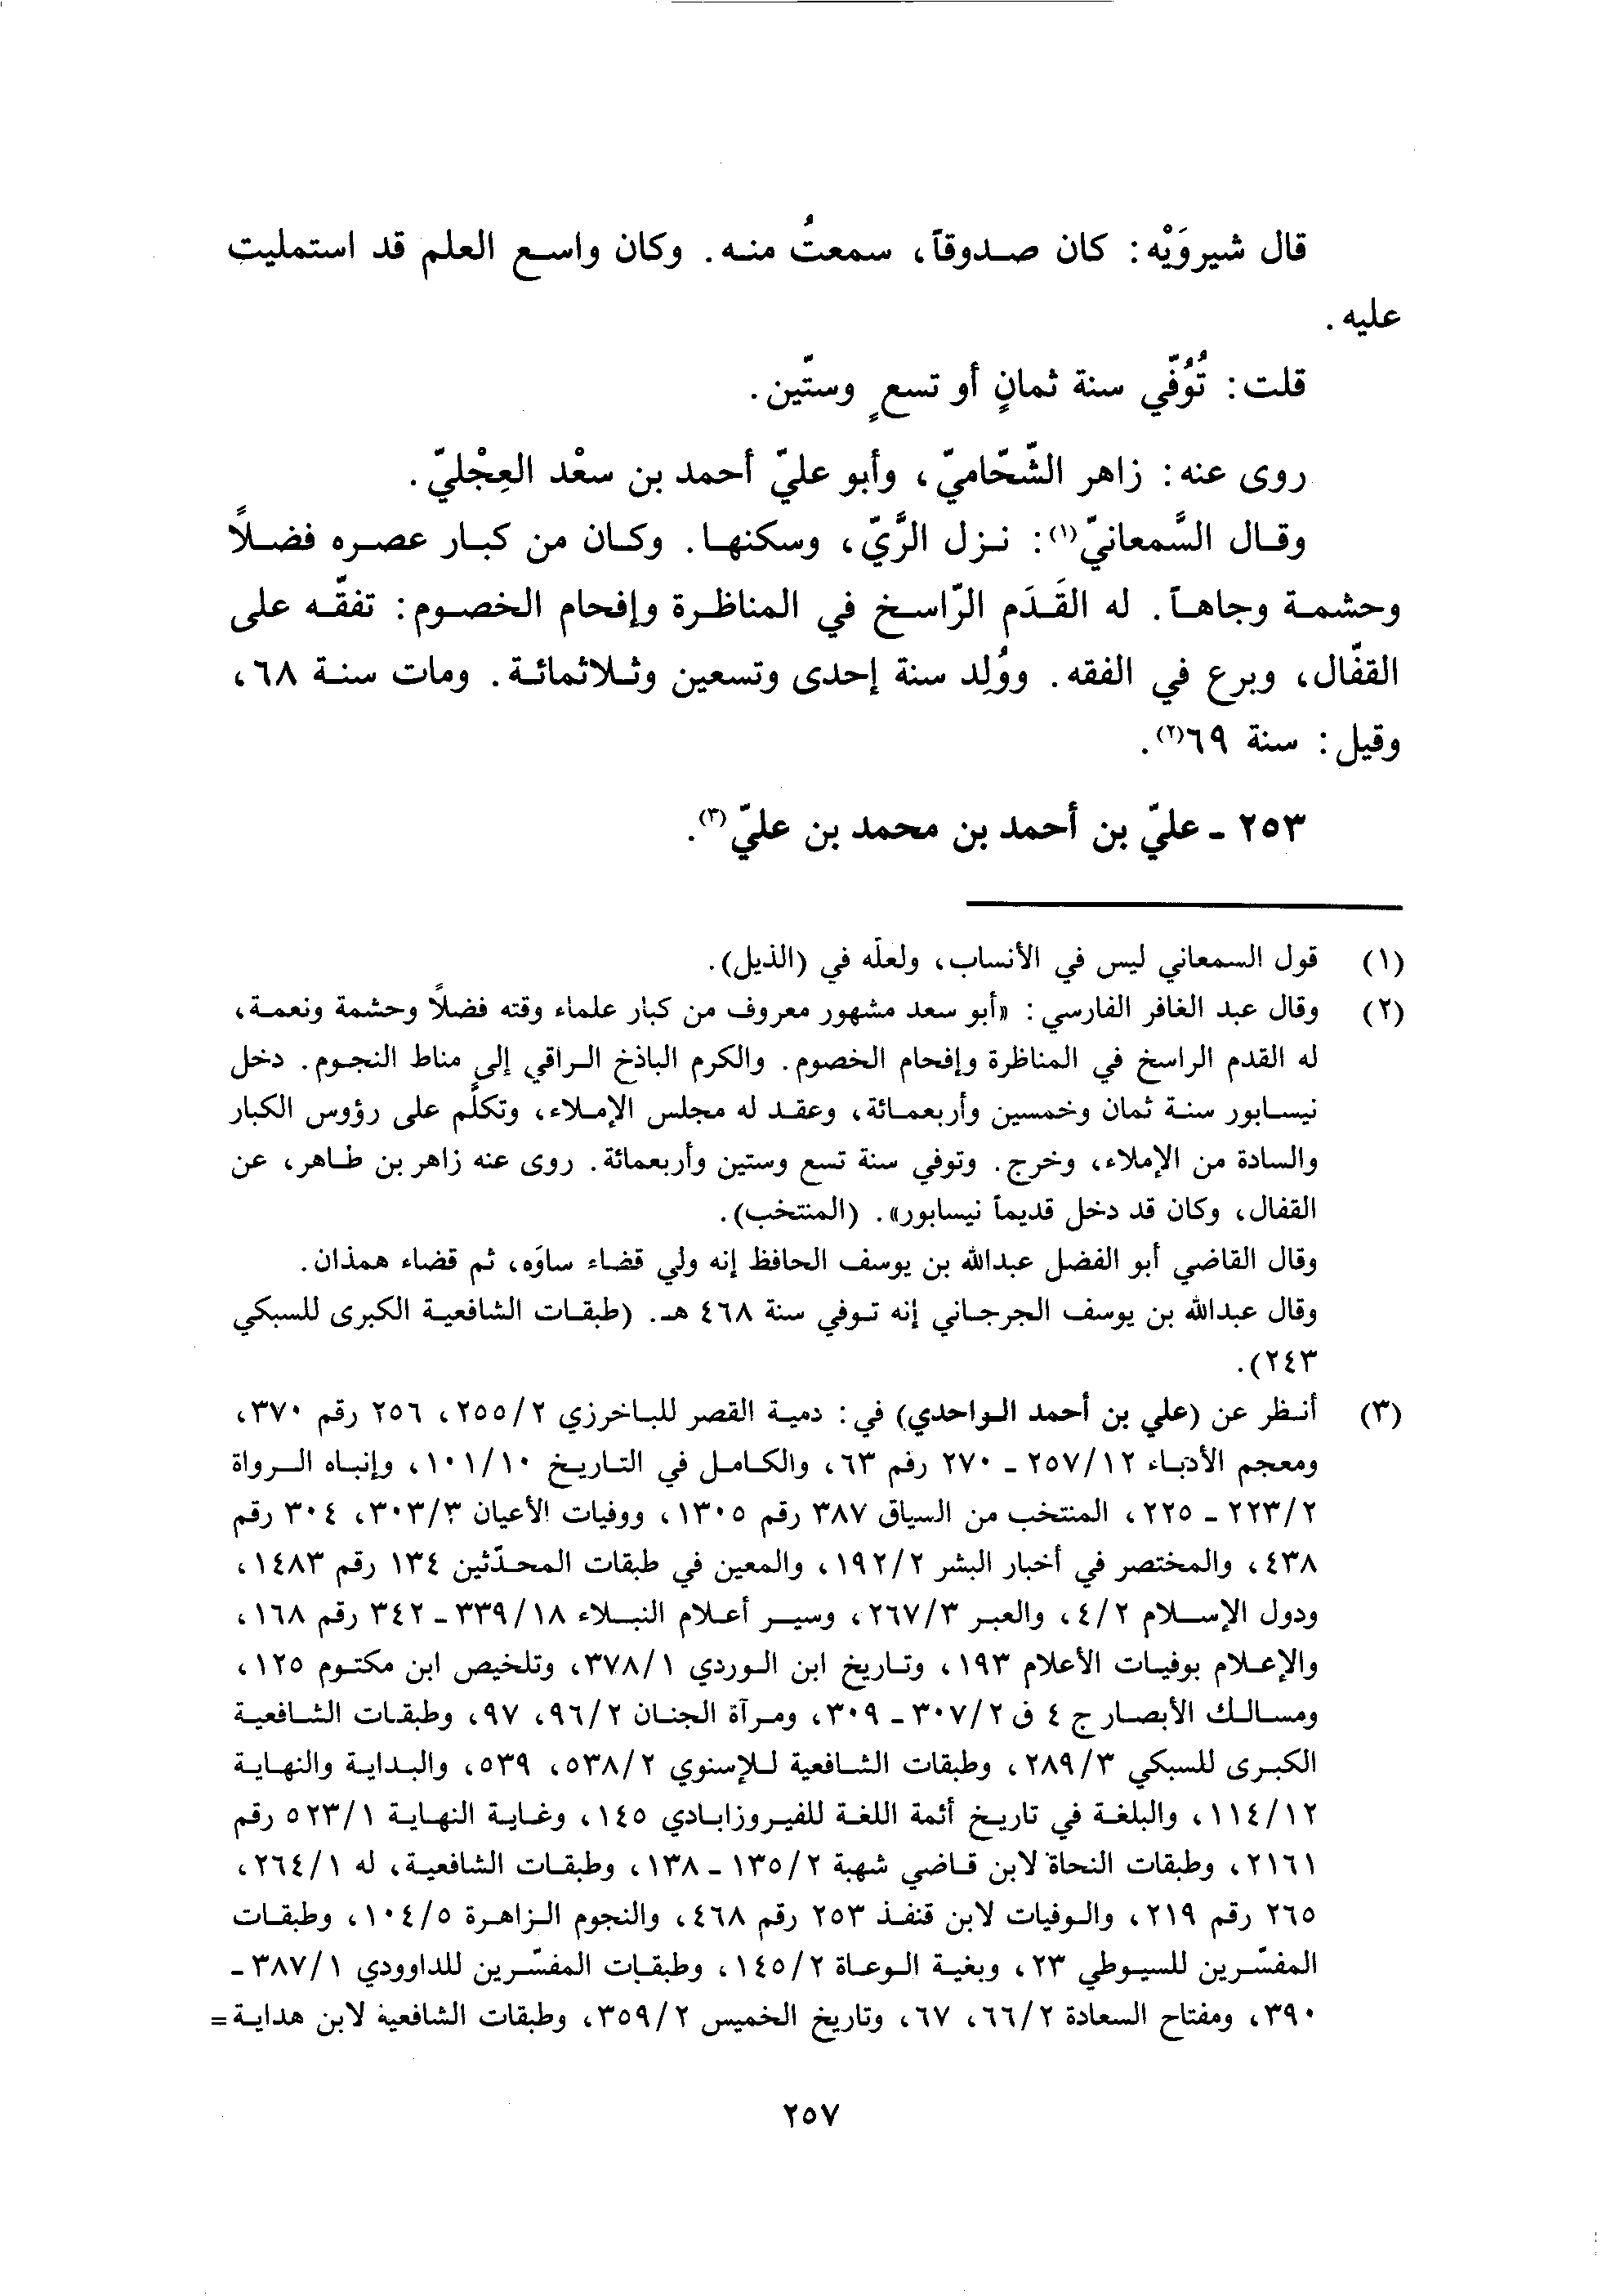 قال شيرويْه: كان صدوقاً، سمعتُ منه. وكان واسع العلم قد استمليت
عليه.
قلت: تُوُفّي سنة ثمانٍ أو تسعٍ وستّين.
روى عنه: زاهر الشّحّاميّ، وأبو عليّ أحمد بن سعْد العِجْليّ.
وقال السَّمعانيّ(١): نزل الرَّيّ، وسكنها. وكان من كبار عصره فضلاً
وحشمة وجاهاً. له القَدَم الرّاسخ في المناظرة وإفحام الخصوم: تفقّه على
القفّال، وبرع في الفقه. ووُلِد سنة إحدى وتسعين وثلاثمائة. ومات سنة ٦٨،
وقيل: سنة ٦٩(٢).
٢٥٣ - عليّ بن أحمد بن محمد بن عليّ(٣).
(١) قول السمعاني ليس في الأنساب، ولعلّه في (الذيل).
(٢) وقال عبد الغافر الفارسي: «أبو سعد مشهور معروف من كبار علماء وقته فضلاً وحشمة ونعمة،
له القدم الراسخ في المناظرة وإفحام الخصوم. والكرم الباذخ الراقي إلى مناط النجوم. دخل
نيسابور سنة ثمان وخمسين وأربعمائة، وعقد له مجلس الإملاء، وتكلّم على رؤوس الكبار
والسادة من الإملاء، وخرج. وتوفي سنة تسع وستين وأربعمائة. روى عنه زاهر بن طاهر، عن
القفال، وكان قد دخل قديماً نيسابور». (المنتخب).
وقال القاضي أبو الفضل عبدالله بن يوسف الحافظ إنه ولي قضاء ساوَه، ثم قضاء همذان.
وقال عبدالله بن يوسف الجرجاني إنه توفي سنة ٤٦٨ هـ. (طبقات الشافعية الكبرى للسبكي
٢٤٣).
(٣) أنظر عن (علي بن أحمد الواحدي) في: دمية القصر للباخرزي ٢/٢٥٥، ٢٥٦ رقم ٣٧٠،
ومعجم الأدباء ١٢/٢٥٧ - ٢٧٠ رقم ٦٣، والكامل في التاريخ ١٠/١٠١، وإنباه الرواة
٢/٢٢٣ - ٢٢٥، المنتخب من السياق ٣٨٧ رقم ١٣٠٥، ووفيات الأعيان ٣/٣٠٣، ٣٠٤ رقم
٤٣٨، والمختصر في أخبار البشر ٢/١٩٢، والمعين في طبقات المحدّثين ١٣٤ رقم ١٤٨٣،
ودول الإسلام ٢/٤، والعبر ٣/٢٦٧، وسير أعلام النبلاء ١٨/٣٣٩ - ٣٤٢ رقم ١٦٨،
والإعلام بوفيات الأعلام ١٩٣، وتاريخ ابن الوردي ١/٣٧٨، وتلخيص ابن مكتوم ١٢٥،
ومسالك الأبصار ج ٤ ق ٢/٣٠٧ - ٣٠٩، ومرآة الجنان ٢/٩٦، ٩٧، وطبقات الشافعية
الكبرى للسبكي ٣/٢٨٩، وطبقات الشافعية للإسنوي ٢/٥٣٨، ٥٣٩، والبداية والنهاية
١٢/١١٤، والبلغة في تاريخ أئمة اللغة للفيروزابادي ١٤٥، وغاية النهاية ١/٥٢٣ رقم
٢١٦١، وطبقات النحاة لابن قاضي شهبة ٢/١٣٥ - ١٣٨، وطبقات الشافعية، له ١/٢٦٤،
٢٦٥ رقم ٢١٩، والوفيات لابن قنفذ ٢٥٣ رقم ٤٦٨، والنجوم الزاهرة ٥/١٠٤، وطبقات
المفسّرين للسيوطي ٢٣، وبغية الوعاة ٢/١٤٥، وطبقات المفسّرين للداوودي ١/٣٨٧ -
٣٩٠، ومفتاح السعادة ٢/٦٦، ٦٧، وتاريخ الخميس ٢/٣٥٩، وطبقات الشافعية لابن هداية =
٢٥٧